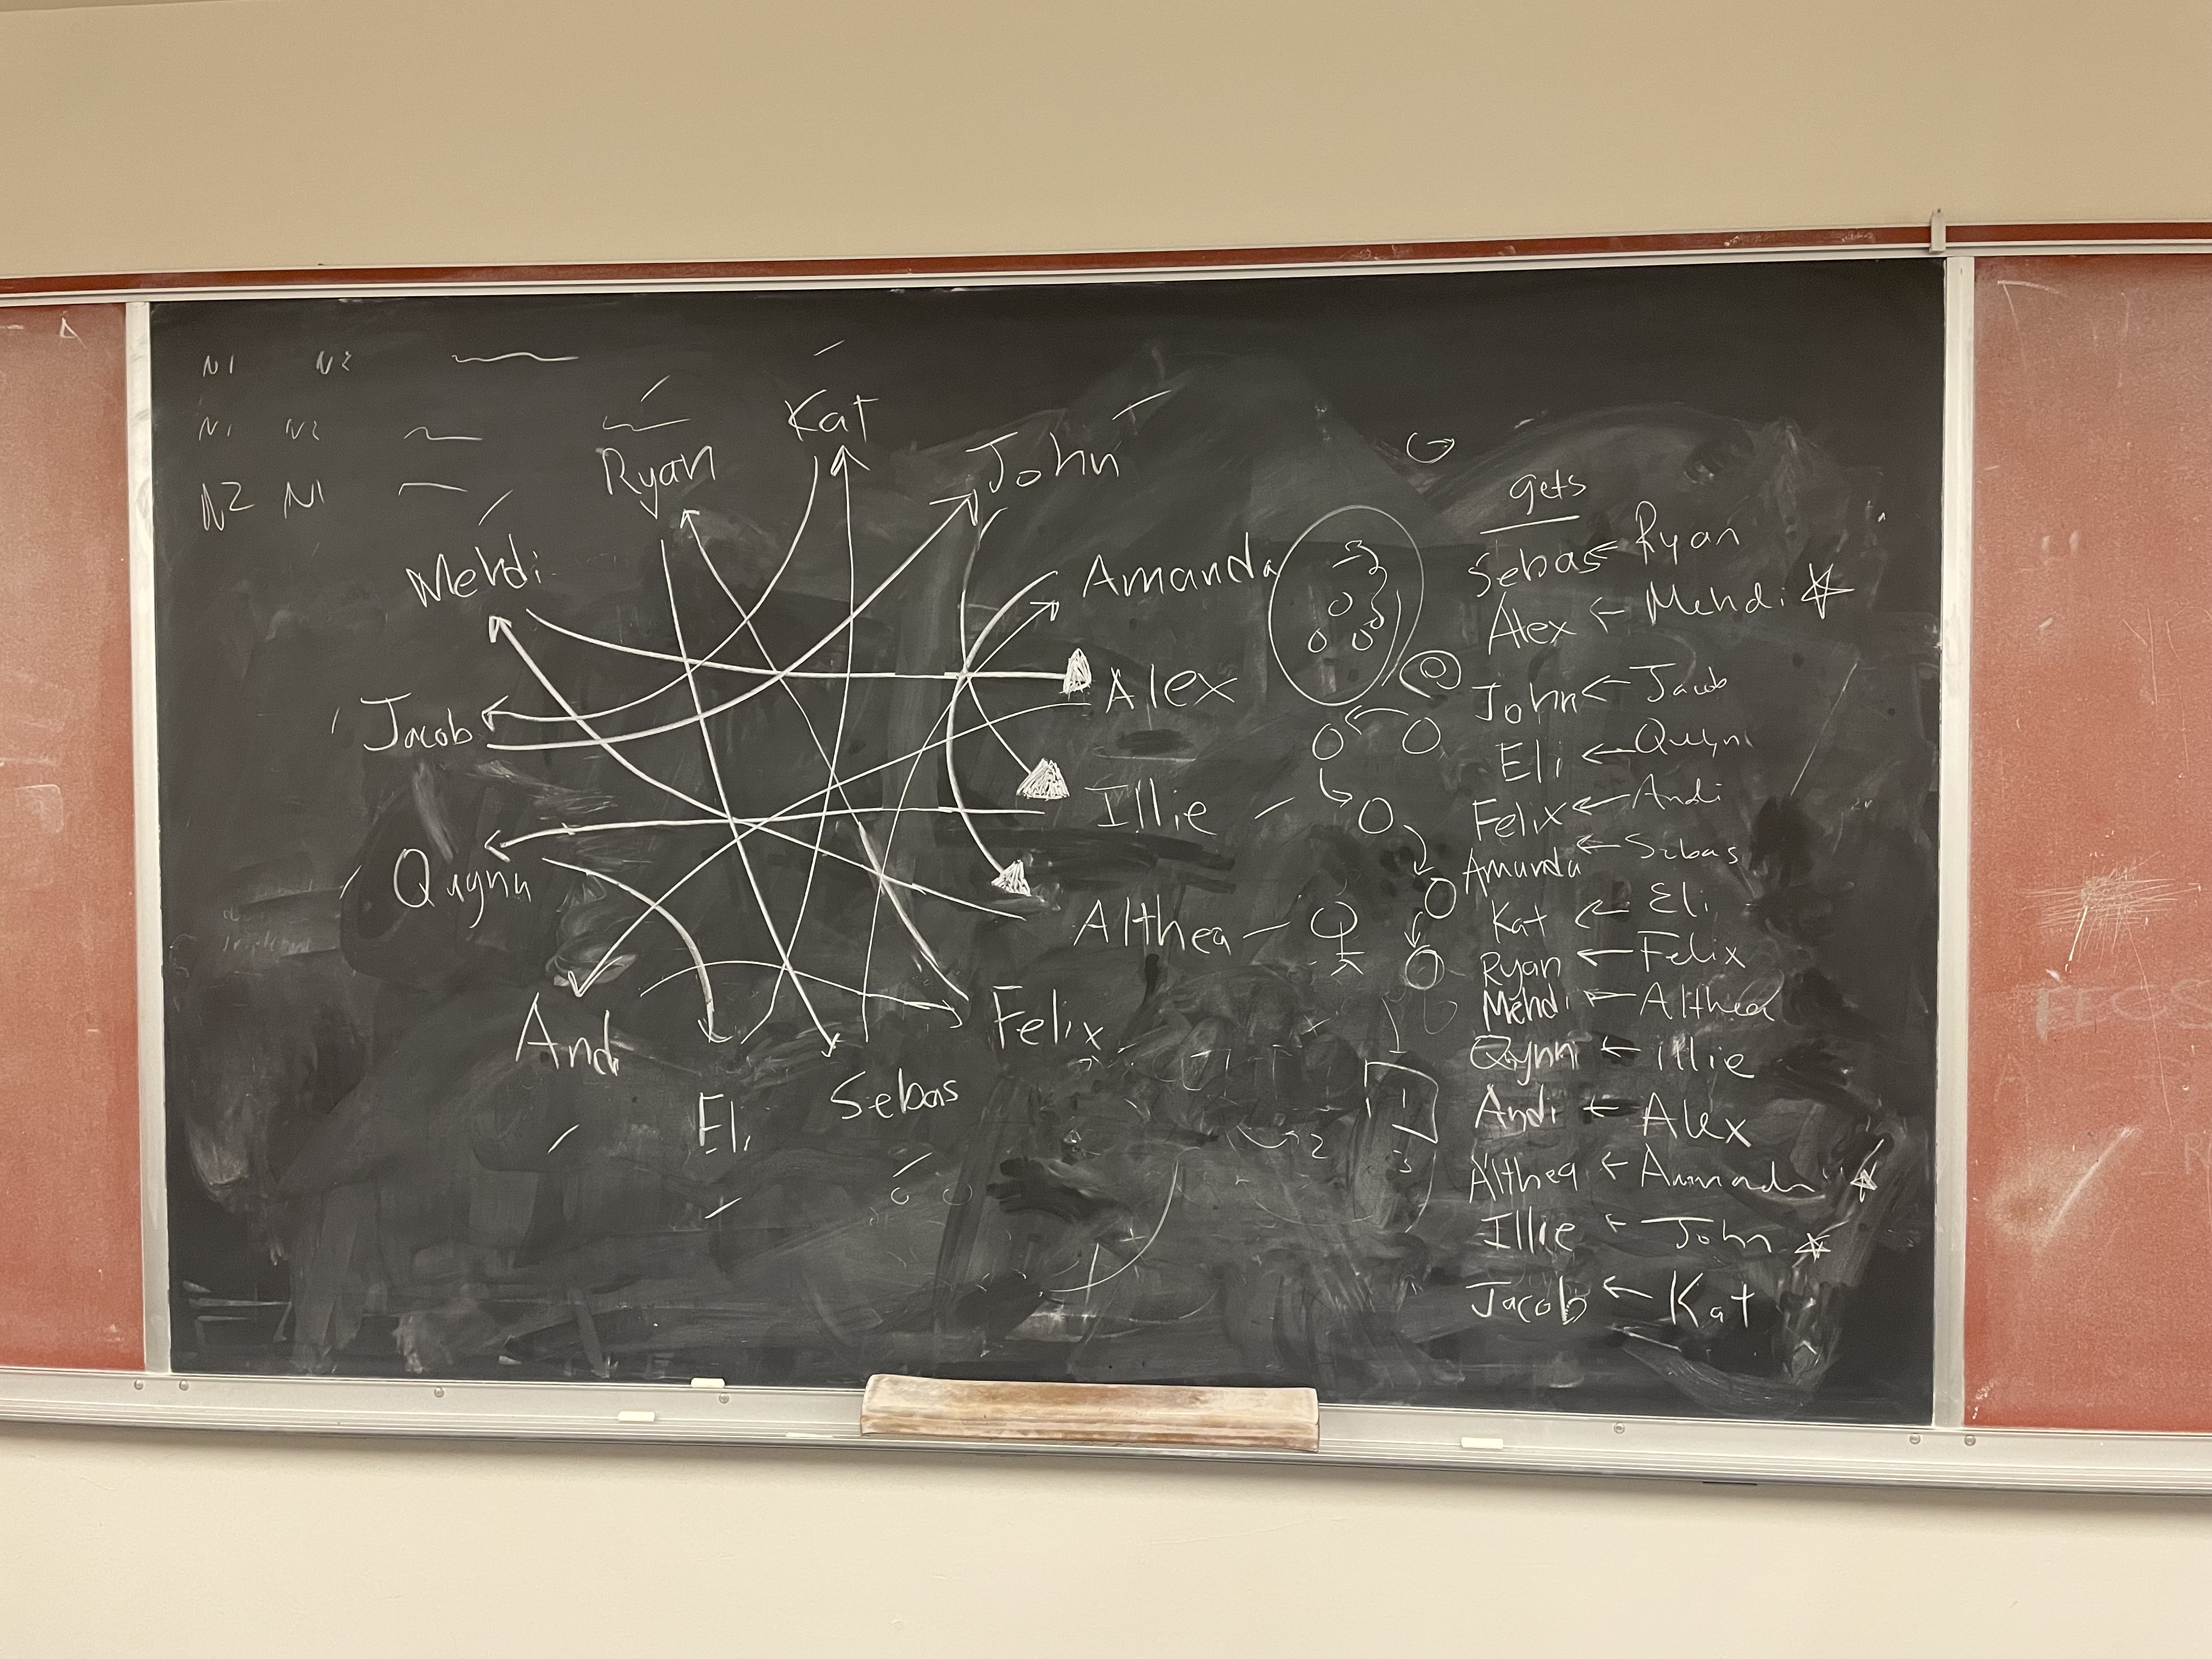 N1 N2
N1 N2
N2 N1
Kat
Ryan
John
Mehdi
Amanda
Alex
Jacob
Illie
Quynn
Althea
Andi
Felix
Eli
Sebas
gets
Sebas ← Ryan
Alex ← Mehdi ☆
John ← Jacob
Eli ← Quynn
Felix ← Andi
Amanda ← Sebas
Kat ← Eli
Ryan ← Felix
Mehdi ← Althea
Qynn ← illie
Andi ← Alex
Althea ← Amanda ☆
Illie ← John ☆
Jacob ← Kat